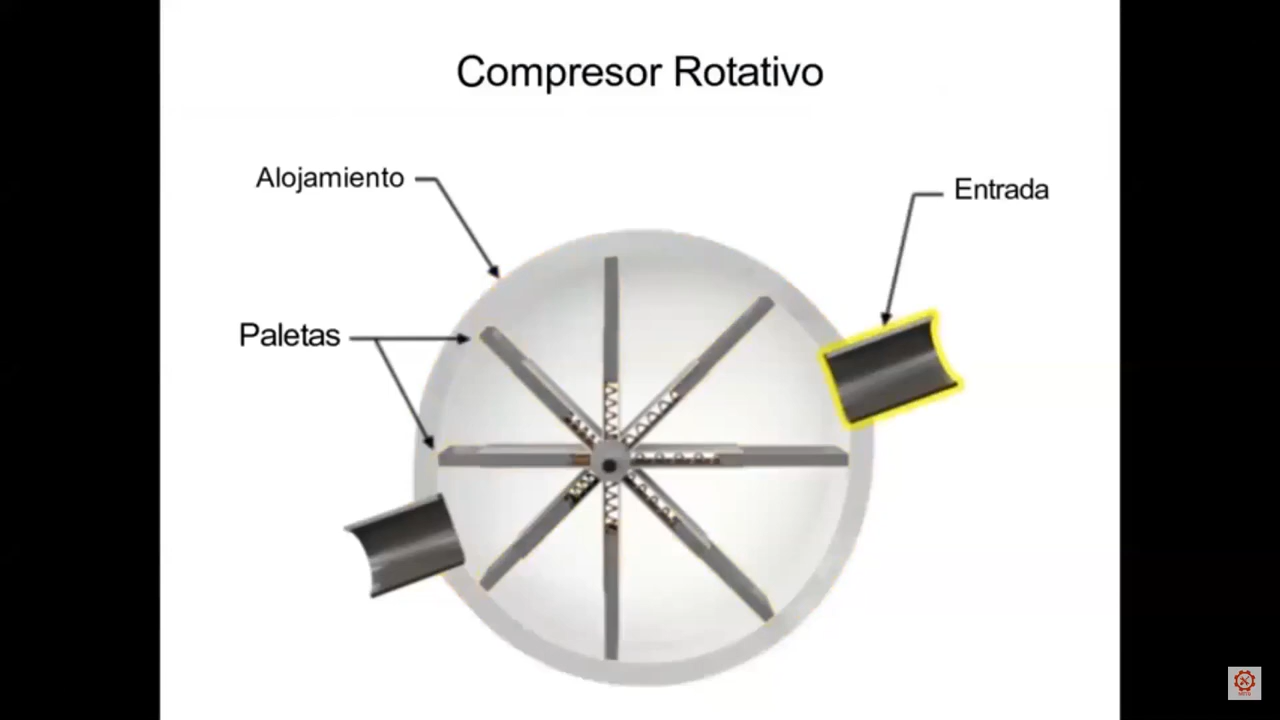 Compresor Rotativo
Alojamiento
Entrada
Paletas